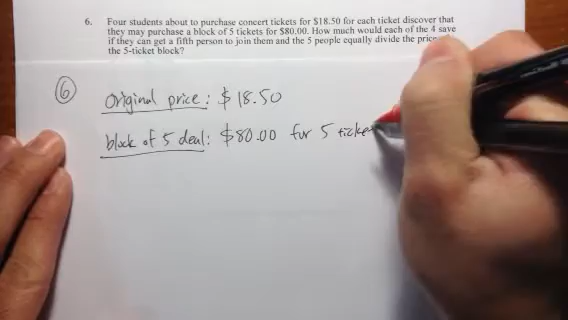 6. Four students about to purchase concert tickets for $18.50 for each ticket discover that
they may purchase a block of 5 tickets for $80.00. How much would each of the 4 save
if they can get a fifth person to join them and the 5 people equally divide the price
the 5-ticket block?
6 original price: $18.50
block of 5 deal: $80.00 for 5 ticke